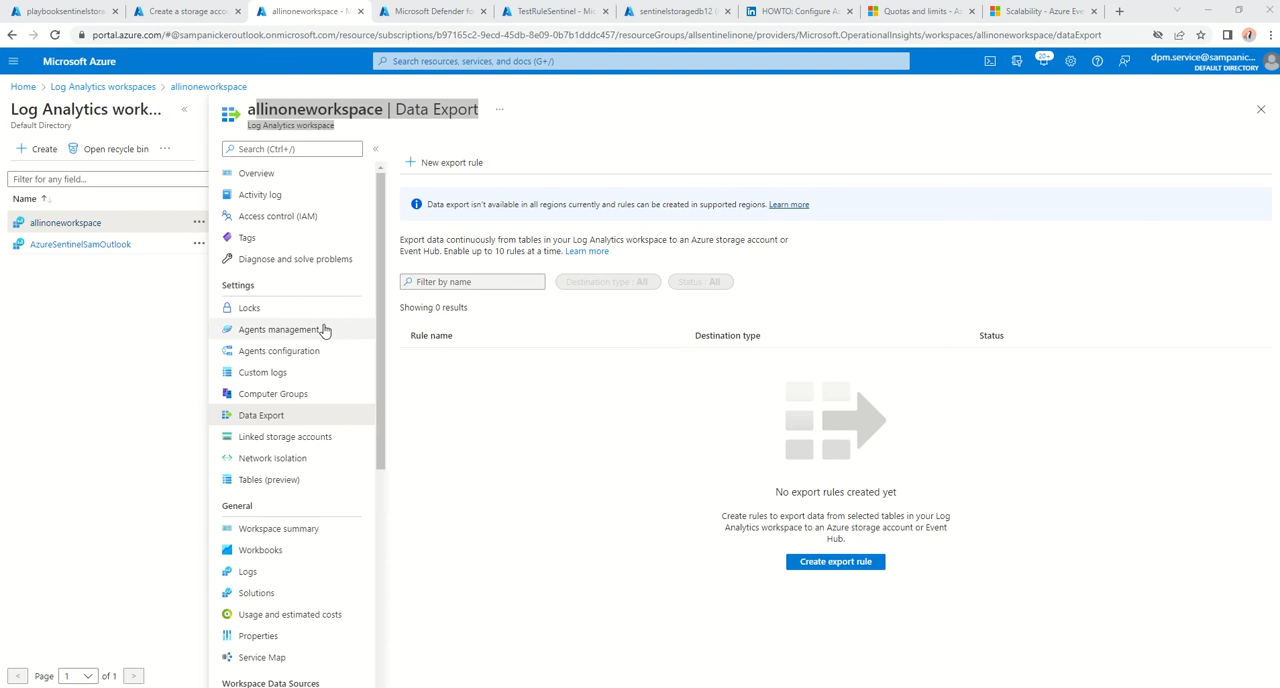 playbooksentinelstora
Create a storage accou
allinoneworkspace - M
Microsoft Defender fo
TestRuleSentinel - Mic
sentinelstoragedb12 (
HOWTO: Configure Az
Quotas and limits - Az
Scalability - Azure Eve
portal.azure.com/#@sampanickeroutlook.onmicrosoft.com/resource/subscriptions/b97165c2-9ecd-45db-8e09-0b7b1dddc457/resourceGroups/allsentinelinone/providers/Microsoft.OperationalInsights/workspaces/allinoneworkspace/dataExport
Microsoft Azure
Search resources, services, and docs (G+/)
20+
dpm.service@sampanic...
DEFAULT DIRECTORY
Home > Log Analytics workspaces > allinoneworkspace
Log Analytics work...
Default Directory
Create
Open recycle bin
Filter for any field...
Name
allinoneworkspace
AzureSentinelSamOutlook
Page 1 of 1
allinoneworkspace | Data Export
Log Analytics workspace
Search (Ctrl+/)
Overview
Activity log
Access control (IAM)
Tags
Diagnose and solve problems
Settings
Locks
Agents management
Agents configuration
Custom logs
Computer Groups
Data Export
Linked storage accounts
Network Isolation
Tables (preview)
General
Workspace summary
Workbooks
Logs
Solutions
Usage and estimated costs
Properties
Service Map
Workspace Data Sources
New export rule
Data export isn't available in all regions currently and rules can be created in supported regions. Learn more
Export data continuously from tables in your Log Analytics workspace to an Azure storage account or
Event Hub. Enable up to 10 rules at a time. Learn more
Filter by name
Destination type : All
Status : All
Showing 0 results
Rule name
Destination type
Status
No export rules created yet
Create rules to export data from selected tables in your Log
Analytics workspace to an Azure storage account or Event
Hub.
Create export rule